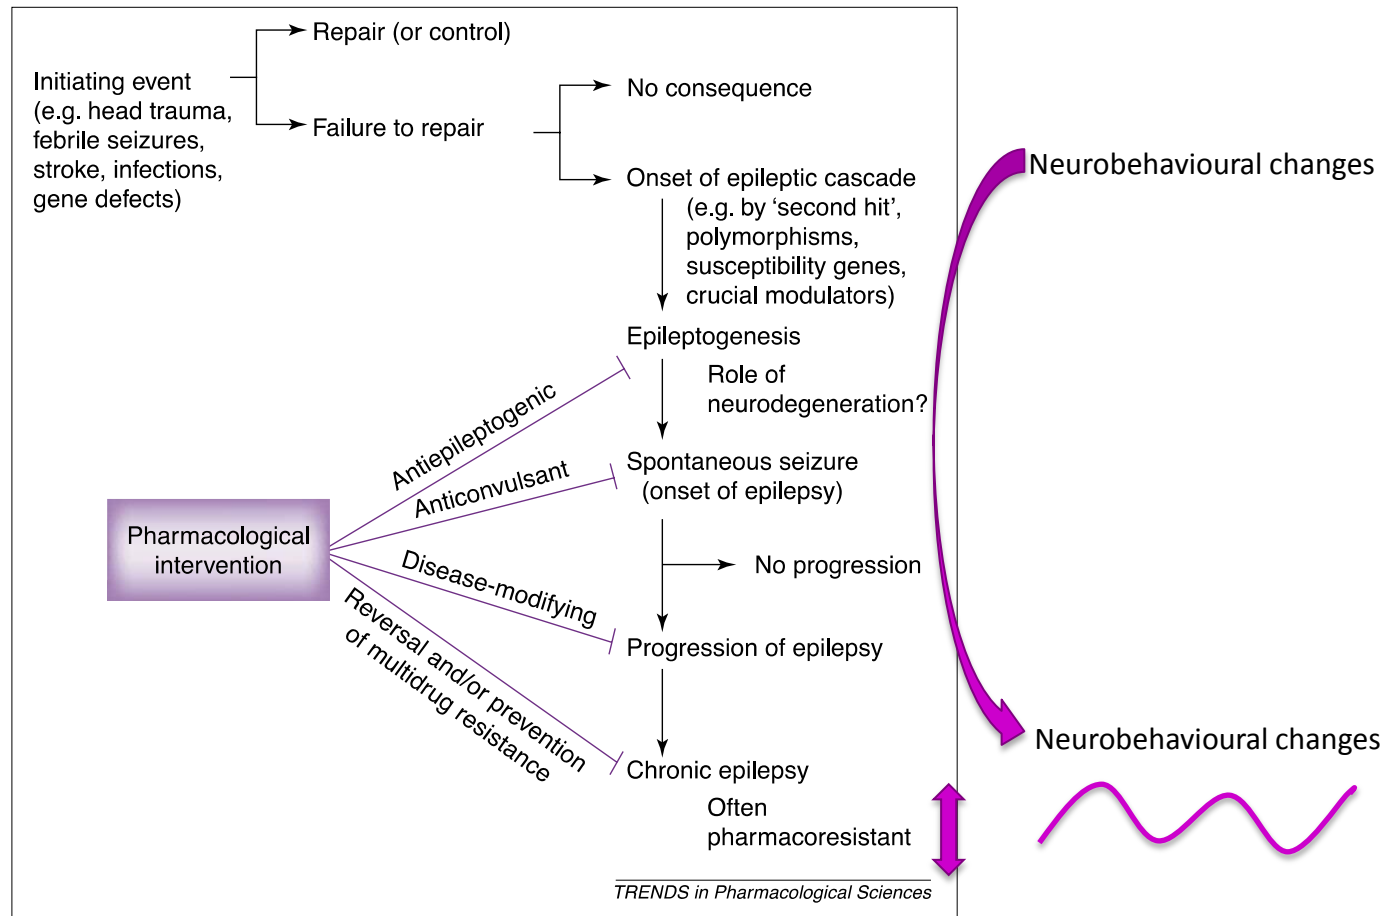 Repair (or control)
Initiating event
(e.g. head trauma,
febrile seizures,
stroke, infections,
gene defects)
Failure to repair
No consequence
Onset of epileptic cascade
(e.g. by ‘second hit’,
polymorphisms,
susceptibility genes,
crucial modulators)
Neurobehavioural changes
Epileptogenesis
Role of
neurodegeneration?
Antiepileptogenic
Anticonvulsant
Spontaneous seizure
(onset of epilepsy)
Pharmacological
intervention
No progression
Disease-modifying
Progression of epilepsy
Reversal and/or prevention
of multidrug resistance
Neurobehavioural changes
Chronic epilepsy
Often
pharmacoresistant
TRENDS in Pharmacological Sciences